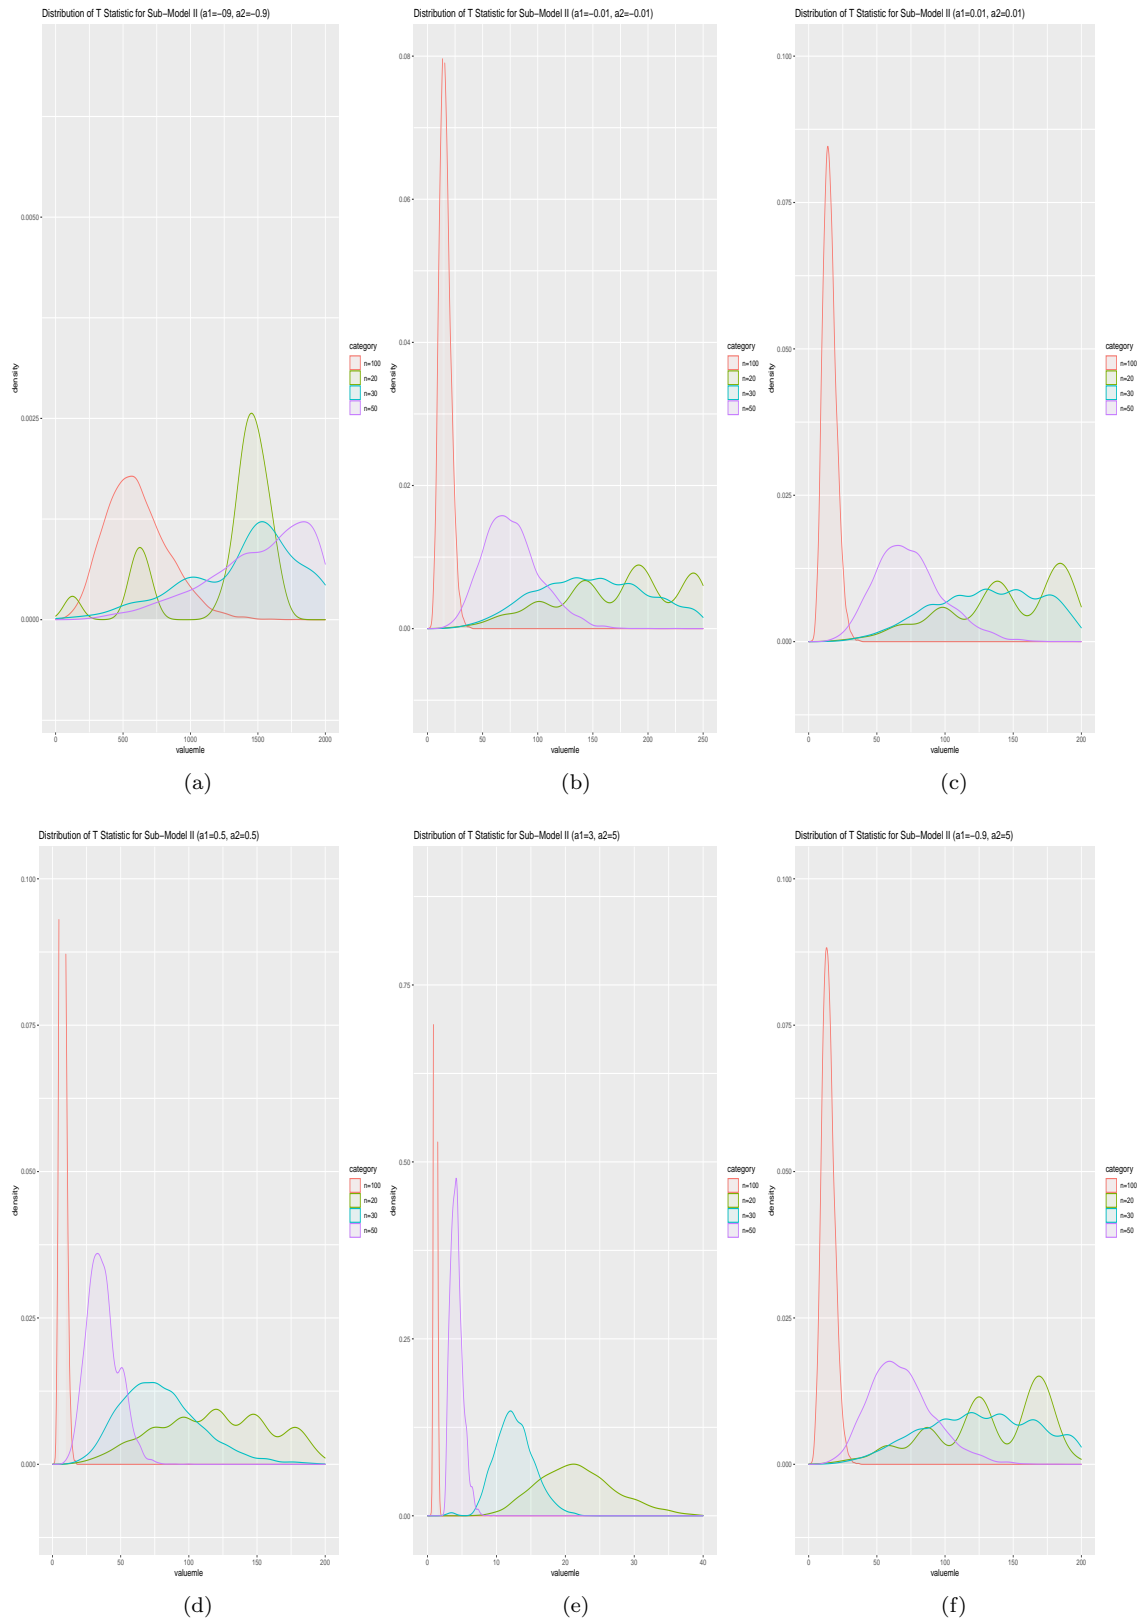 Distribution of T Statistic for Sub−Model II (a1=−09, a2=−0.9)
0.0050
0.0025
0.0000
density
0 500 1000 1500 2000
valuemle
category
n=100
n=20
n=30
n=50
(a)
Distribution of T Statistic for Sub−Model II (a1=−0.01, a2=−0.01)
0.08
0.06
0.04
0.02
0.00
density
0 50 100 150 200 250
valuemle
category
n=100
n=20
n=30
n=50
(b)
Distribution of T Statistic for Sub−Model II (a1=0.01, a2=0.01)
0.100
0.075
0.050
0.025
0.000
density
0 50 100 150 200
valuemle
category
n=100
n=20
n=30
n=50
(c)
Distribution of T Statistic for Sub−Model II (a1=0.5, a2=0.5)
0.100
0.075
0.050
0.025
0.000
density
0 50 100 150 200
valuemle
category
n=100
n=20
n=30
n=50
(d)
Distribution of T Statistic for Sub−Model II (a1=3, a2=5)
0.75
0.50
0.25
0.00
density
0 10 20 30 40
valuemle
category
n=100
n=20
n=30
n=50
(e)
Distribution of T Statistic for Sub−Model II (a1=−0.9, a2=5)
0.100
0.075
0.050
0.025
0.000
density
0 50 100 150 200
valuemle
category
n=100
n=20
n=30
n=50
(f)